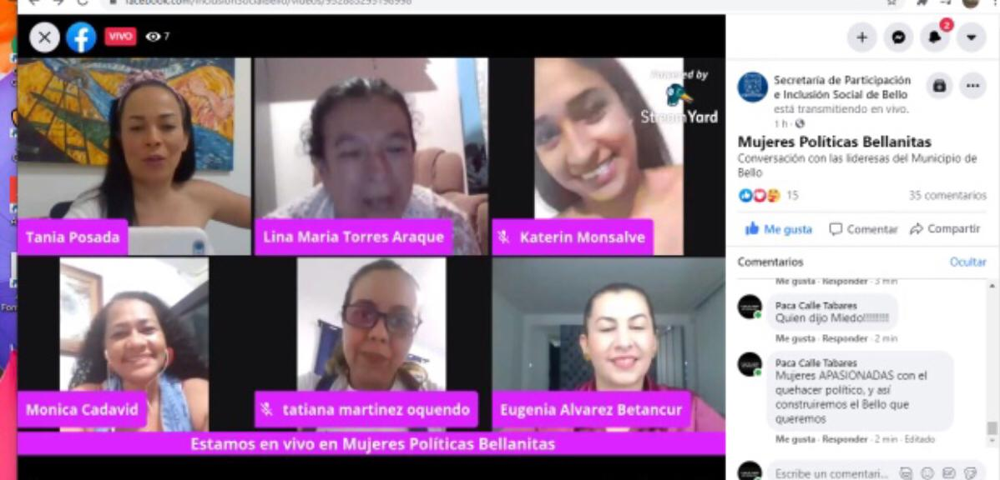 facebook.com/InclusionSocialBello/videos/952883295198998
VIVO
7
2
Powered by
StreamYard
Tania Posada
Lina Maria Torres Araque
Katerin Monsalve
Monica Cadavid
tatiana martinez oquendo
Eugenia Alvarez Betancur
Estamos en vivo en Mujeres Políticas Bellanitas
Secretaría de Participación
e Inclusión Social de Bello
está transmitiendo en vivo.
1 h ·
Mujeres Políticas Bellanitas
Conversación con las lideresas del Municipio de
Bello
15
35 comentarios
Me gusta
Comentar
Compartir
Comentarios
Ocultar
Me gusta · Responder · 3 min
Paca Calle Tabares
Quien dijo Miedo!!!!!!!!!!
Me gusta · Responder · 2 min
Paca Calle Tabares
Mujeres APASIONADAS con el
quehacer político, y así
construiremos el Bello que
queremos
Me gusta · Responder · 2 min · Editado
Escribe un comentari...